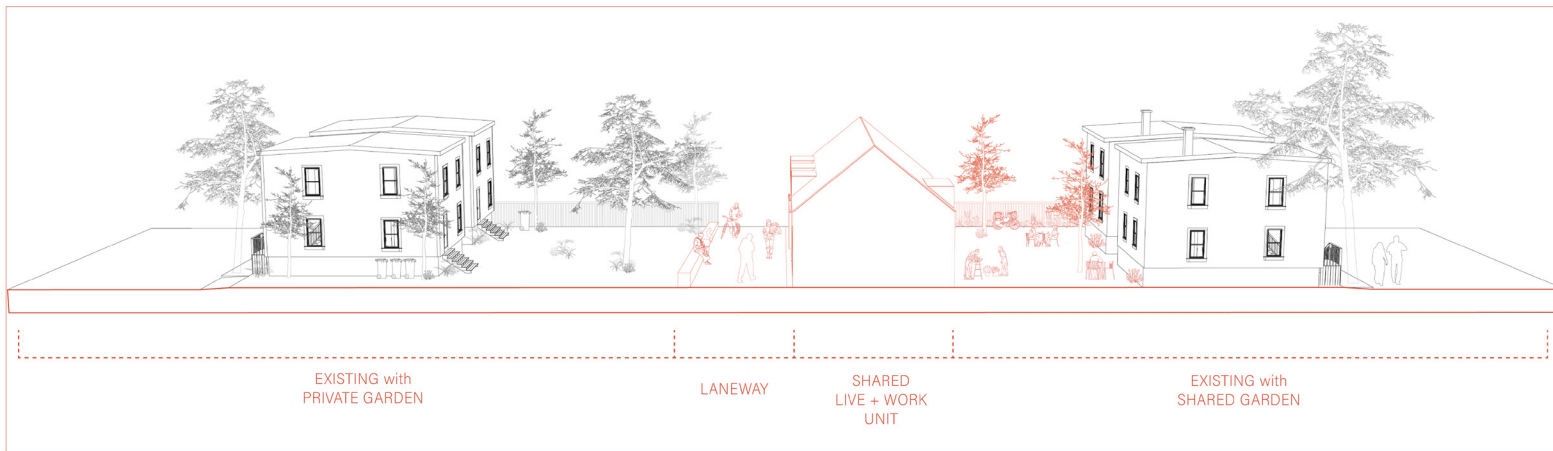 EXISTING with
PRIVATE GARDEN
LANEWAY
SHARED
LIVE + WORK
UNIT
EXISTING with
SHARED GARDEN